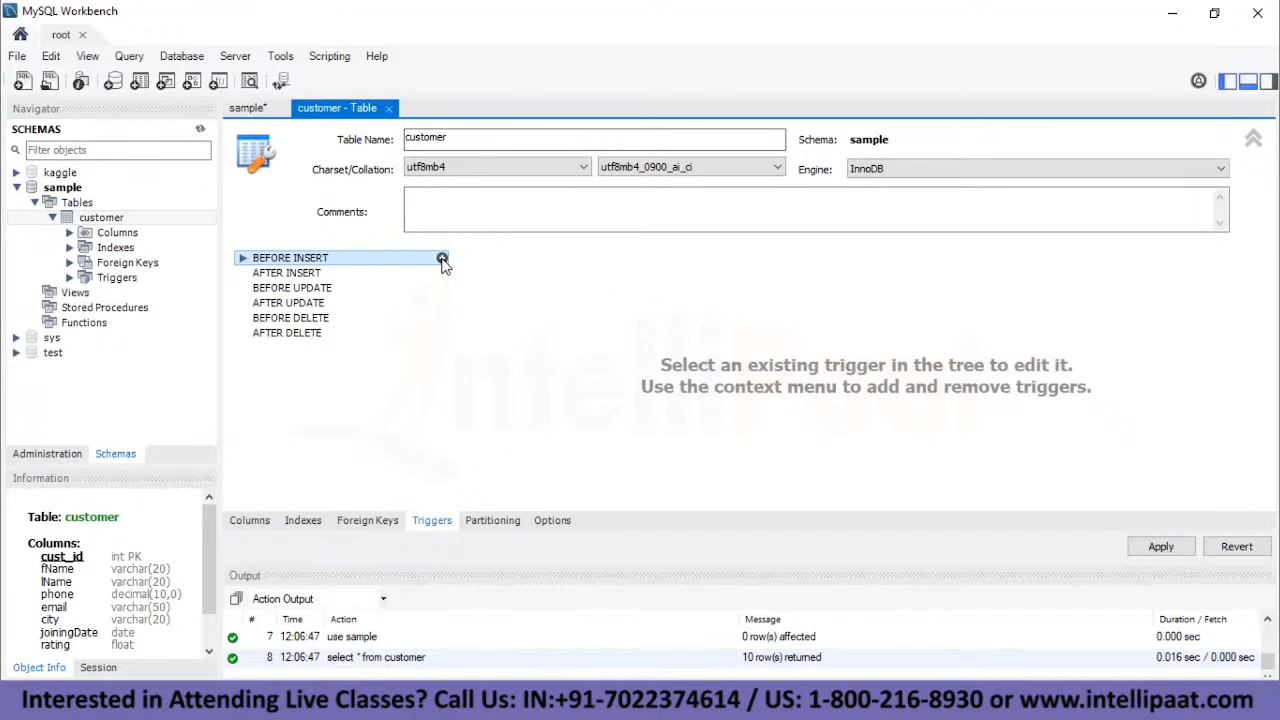 MySQL Workbench
root
File Edit View Query Database Server Tools Scripting Help
Navigator
SCHEMAS
Filter objects
kaggle
sample
Tables
customer
Columns
Indexes
Foreign Keys
Triggers
Views
Stored Procedures
Functions
sys
test
Administration Schemas
Information
Table: customer
Columns:
cust_id int PK
fName varchar(20)
lName varchar(20)
phone decimal(10,0)
email varchar(50)
city varchar(20)
joiningDate date
rating float
Object Info Session
sample* customer - Table
Table Name: customer Schema: sample
Charset/Collation: utf8mb4 utf8mb4_0900_ai_ci Engine: InnoDB
Comments:
BEFORE INSERT
AFTER INSERT
BEFORE UPDATE
AFTER UPDATE
BEFORE DELETE
AFTER DELETE
intelliPaat
Select an existing trigger in the tree to edit it.
Use the context menu to add and remove triggers.
Columns Indexes Foreign Keys Triggers Partitioning Options
Apply Revert
Output
Action Output
# Time Action Message Duration / Fetch
7 12:06:47 use sample 0 row(s) affected 0.000 sec
8 12:06:47 select * from customer 10 row(s) returned 0.016 sec / 0.000 sec
Interested in Attending Live Classes? Call Us: IN:+91-7022374614 / US: 1-800-216-8930 or www.intellipaat.com